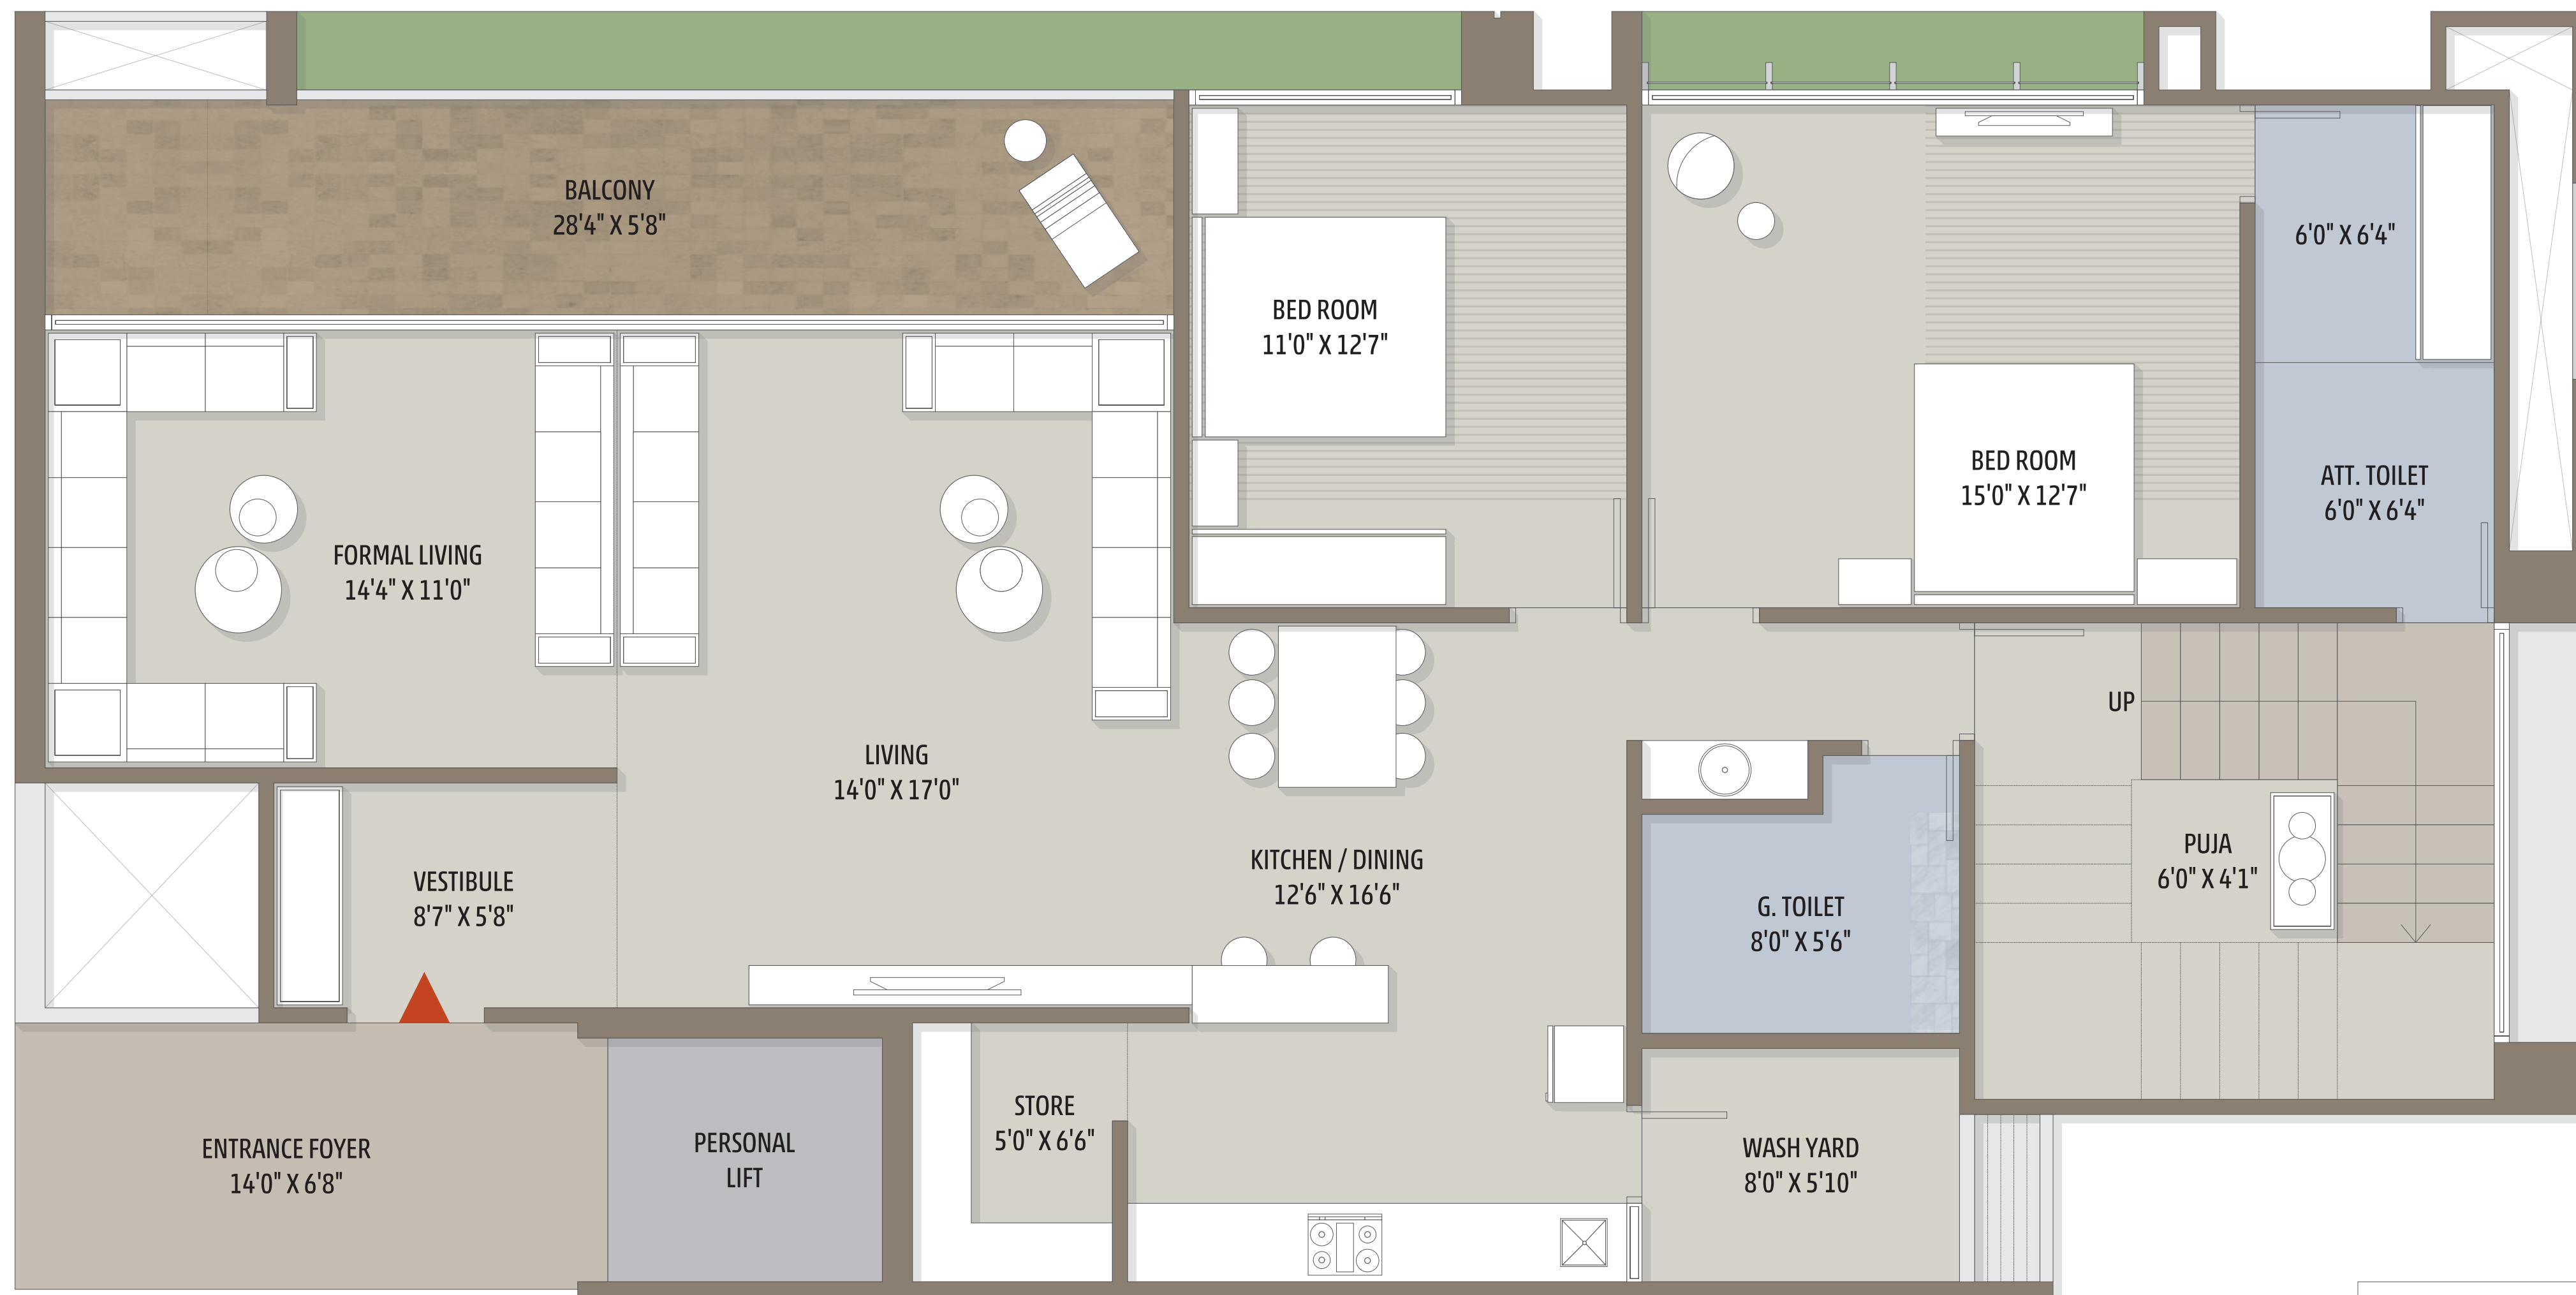 BALCONY
28'4" X 5'8"
BED ROOM
11'0" X 12'7"
BED ROOM
15'0" X 12'7"
6'0" X 6'4"
ATT. TOILET
6'0" X 6'4"
FORMAL LIVING
14'4" X 11'0"
LIVING
14'0" X 17'0"
UP
VESTIBULE
8'7" X 5'8"
KITCHEN / DINING
12'6" X 16'6"
G. TOILET
8'0" X 5'6"
PUJA
6'0" X 4'1"
ENTRANCE FOYER
14'0" X 6'8"
PERSONAL
LIFT
STORE
5'0" X 6'6"
WASH YARD
8'0" X 5'10"